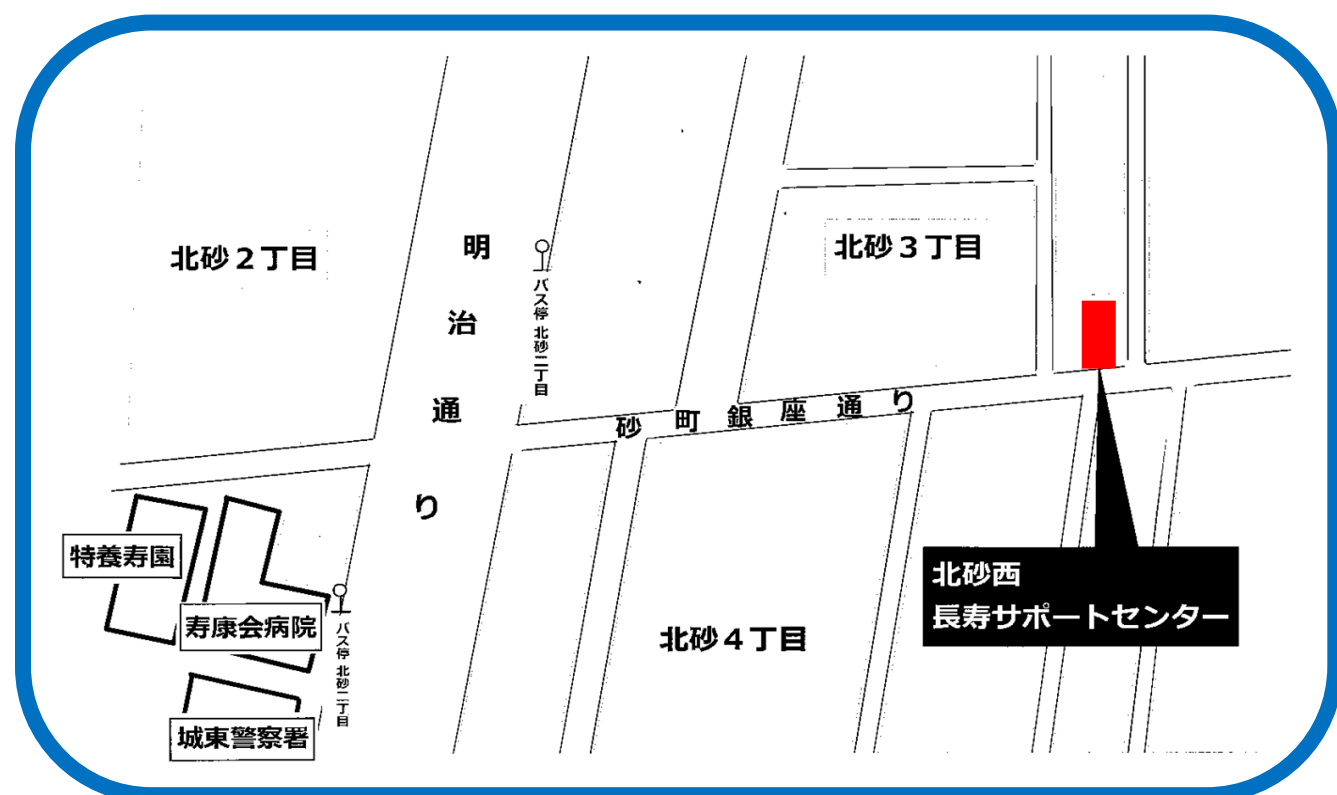 北砂２丁目
明治通り
バス停 北砂二丁目
北砂３丁目
砂町銀座通り
特養寿園
寿康会病院
城東警察署
バス停 北砂二丁目
北砂４丁目
北砂西
長寿サポートセンター